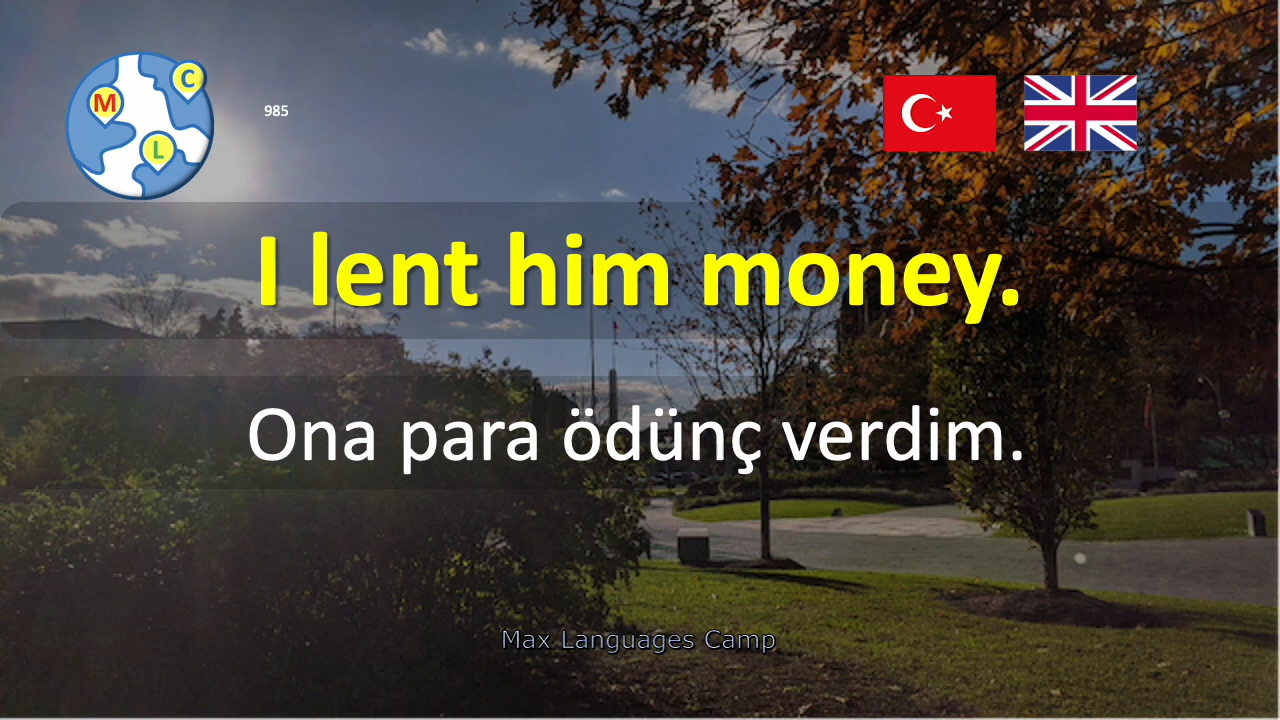 C
M
L
985
I lent him money.
Ona para ödünç verdim.
Max Languages Camp